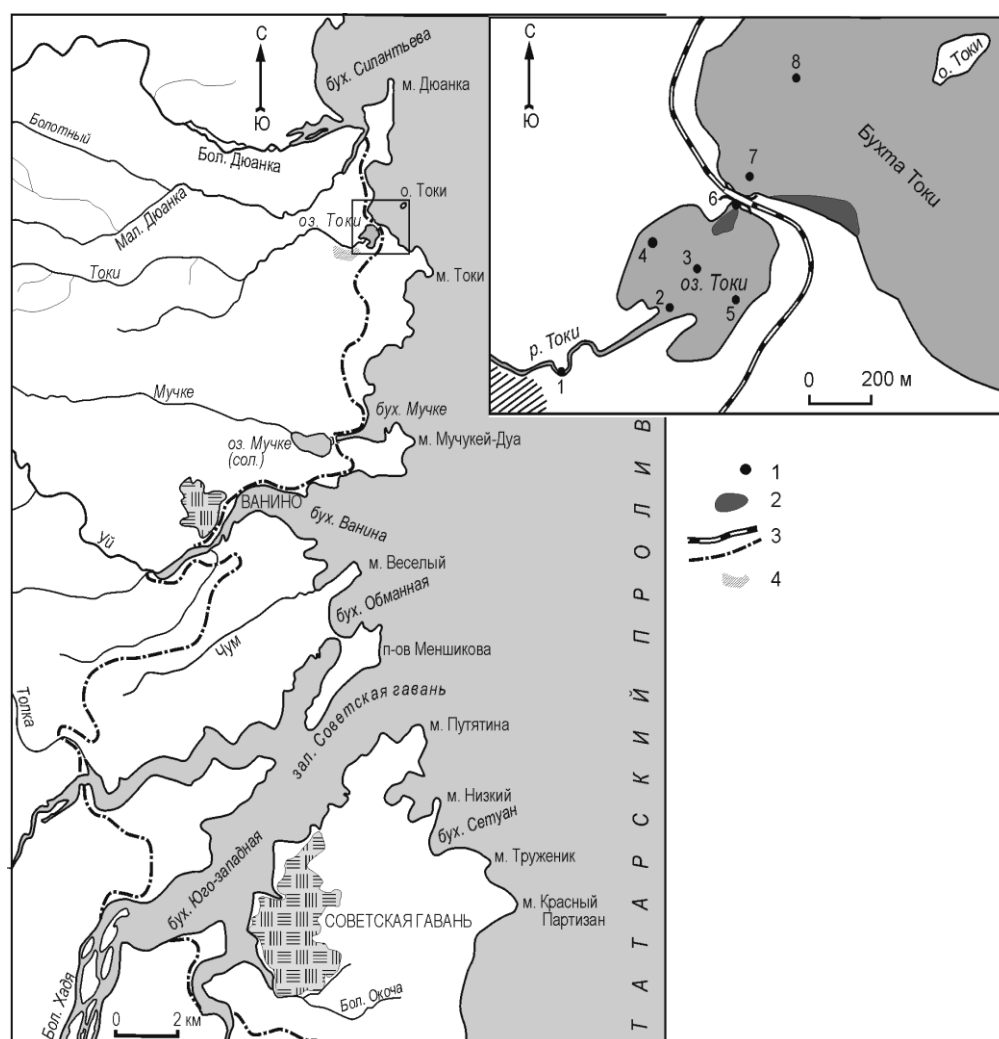 С
Ю
бух. Силантьева
м. Дюанка
Болотный
Бол. Дюанка
Мал. Дюанка
о. Токи
оз. Токи
Токи
м. Токи
Мучке
бух. Мучке
оз. Мучке
(сол.)
м. Мучукей-Дуа
ВАНИНО
бух. Ванина
Уй
м. Веселый
бух. Обманная
Чум
п-ов Меншикова
Топка
зал. Советская гавань
м. Путятина
м. Низкий
бух. Сетуан
м. Труженик
бух. Юго-западная
м. Красный
Партизан
СОВЕТСКАЯ ГАВАНЬ
Бол. Хадя
Бол. Окоча
0 2 км
ТАТАРСКИЙ ПРОЛИВ
С
Ю
о. Токи
8
Бухта Токи
7
6
4
3
оз. Токи
2
5
р. Токи
1
0 200 м
1
2
3
4